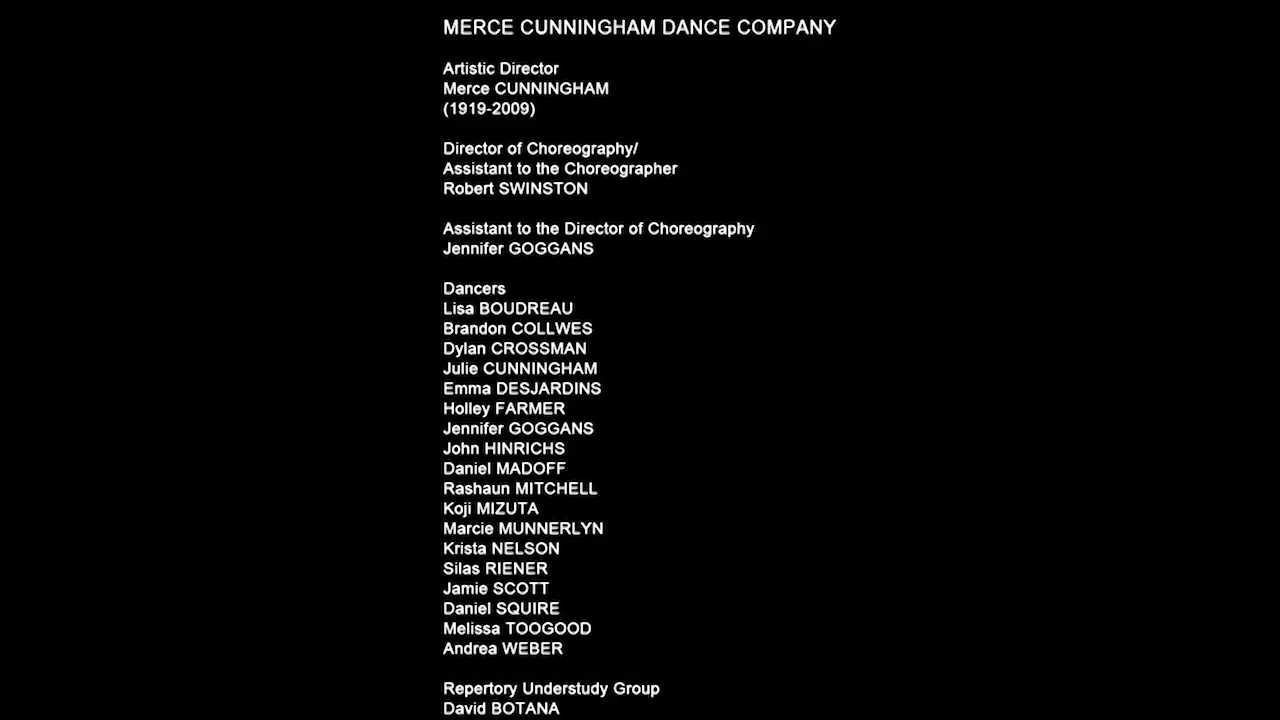 MERCE CUNNINGHAM DANCE COMPANY
Artistic Director
Merce CUNNINGHAM
(1919-2009)
Director of Choreography/
Assistant to the Choreographer
Robert SWINSTON
Assistant to the Director of Choreography
Jennifer GOGGANS
Dancers
Lisa BOUDREAU
Brandon COLLWES
Dylan CROSSMAN
Julie CUNNINGHAM
Emma DESJARDINS
Holley FARMER
Jennifer GOGGANS
John HINRICHS
Daniel MADOFF
Rashaun MITCHELL
Koji MIZUTA
Marcie MUNNERLYN
Krista NELSON
Silas RIENER
Jamie SCOTT
Daniel SQUIRE
Melissa TOOGOOD
Andrea WEBER
Repertory Understudy Group
David BOTANA